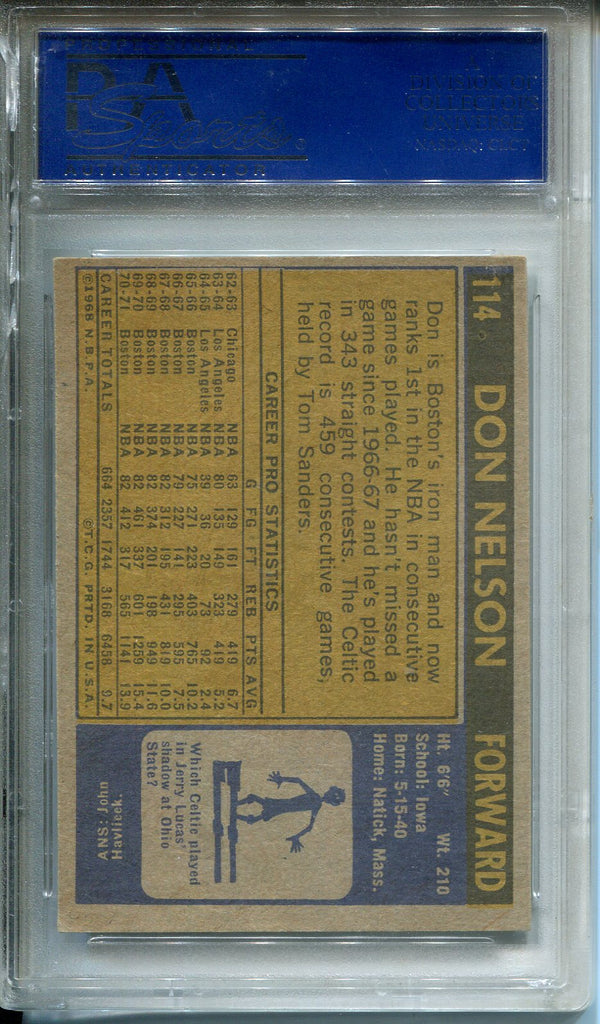 PROFESSIONAL
PSA
AUTHENTICATOR
A
DIVISION OF
COLLECTORS
UNIVERSE
NASDAQ: CLCT
114 DON NELSON FORWARD
Don is Boston's iron man and now
ranks 1st in the NBA in consecutive
games played. He hasn't missed a
game since 1966-67 and he's played
in 343 straight contests. The Celtic
record is 459 consecutive games,
held by Tom Sanders.
CAREER PRO STATISTICS
G FG FT REB PTS AVG
62-63 Chicago NBA 63 129 161 279 419 6.7
63-64 Los Angeles NBA 80 135 149 323 419 5.2
64-65 Los Angeles NBA 39 36 20 73 92 2.4
65-66 Boston NBA 75 271 223 403 765 10.2
66-67 Boston NBA 79 227 141 295 595 7.5
67-68 Boston NBA 82 312 195 431 819 10.0
68-69 Boston NBA 82 374 201 198 949 11.6
69-70 Boston NBA 82 461 337 601 1259 15.4
70-71 Boston NBA 82 412 317 565 1141 13.9
CAREER TOTALS 664 2357 1744 3168 6458 9.7
©1968 N.B.P.A. ©T.C.G. PRTD. IN U.S.A.
Ht. 6'6" Wt. 210
School: Iowa
Born: 5-15-40
Home: Natick, Mass.
Which Celtic played
in Jerry Lucas'
shadow at Ohio
State?
ANS: John
Havlicek.